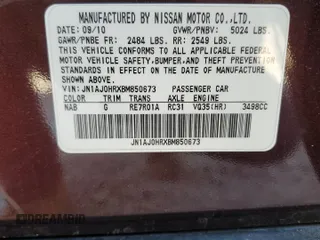 MANUFACTURED BY NISSAN MOTOR CO.,LTD.
DATE: 09/10 GVWR/PNBV: 5024 LBS.
GAWR/PNBE FR: 2484 LBS. RR: 2549 LBS.
THIS VEHICLE CONFORMS TO ALL APPLICABLE FEDERAL
MOTOR VEHICLE SAFETY, BUMPER, AND THEFT PREVENTION
STANDARDS IN EFFECT ON THE DATE OF MANUFACTURE
SHOWN ABOVE.
VIN: JN1AJ0HRXBM850673 PASSENGER CAR
COLOR TRIM TRANS AXLE ENGINE
NAB G RE7R01A RC31 VQ35(HR) 3498CC
JN1AJ0HRXBM850673
DREAMBID